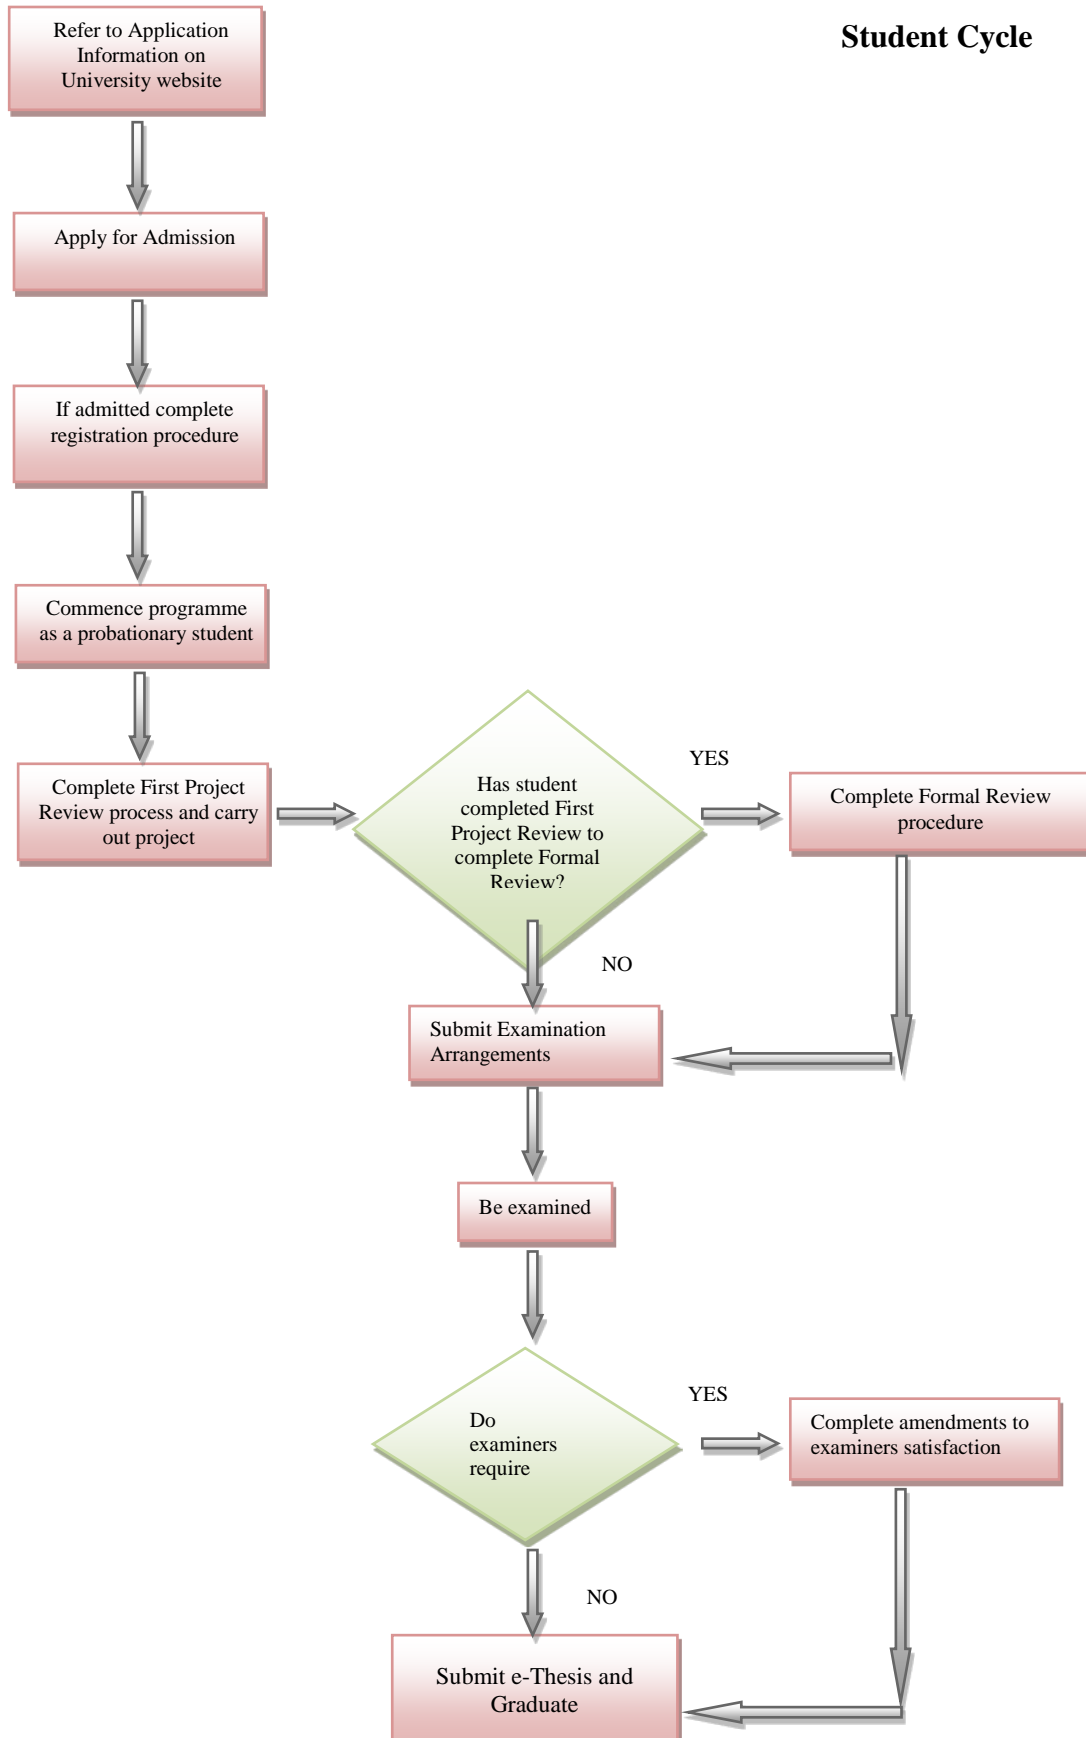 Student Cycle
Refer to Application
Information on
University website
Apply for Admission
If admitted complete
registration procedure
Commence programme
as a probationary student
Complete First Project
Review process and carry
out project
Has student
completed First
Project Review to
complete Formal
Review?
YES
Complete Formal Review
procedure
NO
Submit Examination
Arrangements
Be examined
Do
examiners
require
YES
Complete amendments to
examiners satisfaction
NO
Submit e-Thesis and
Graduate